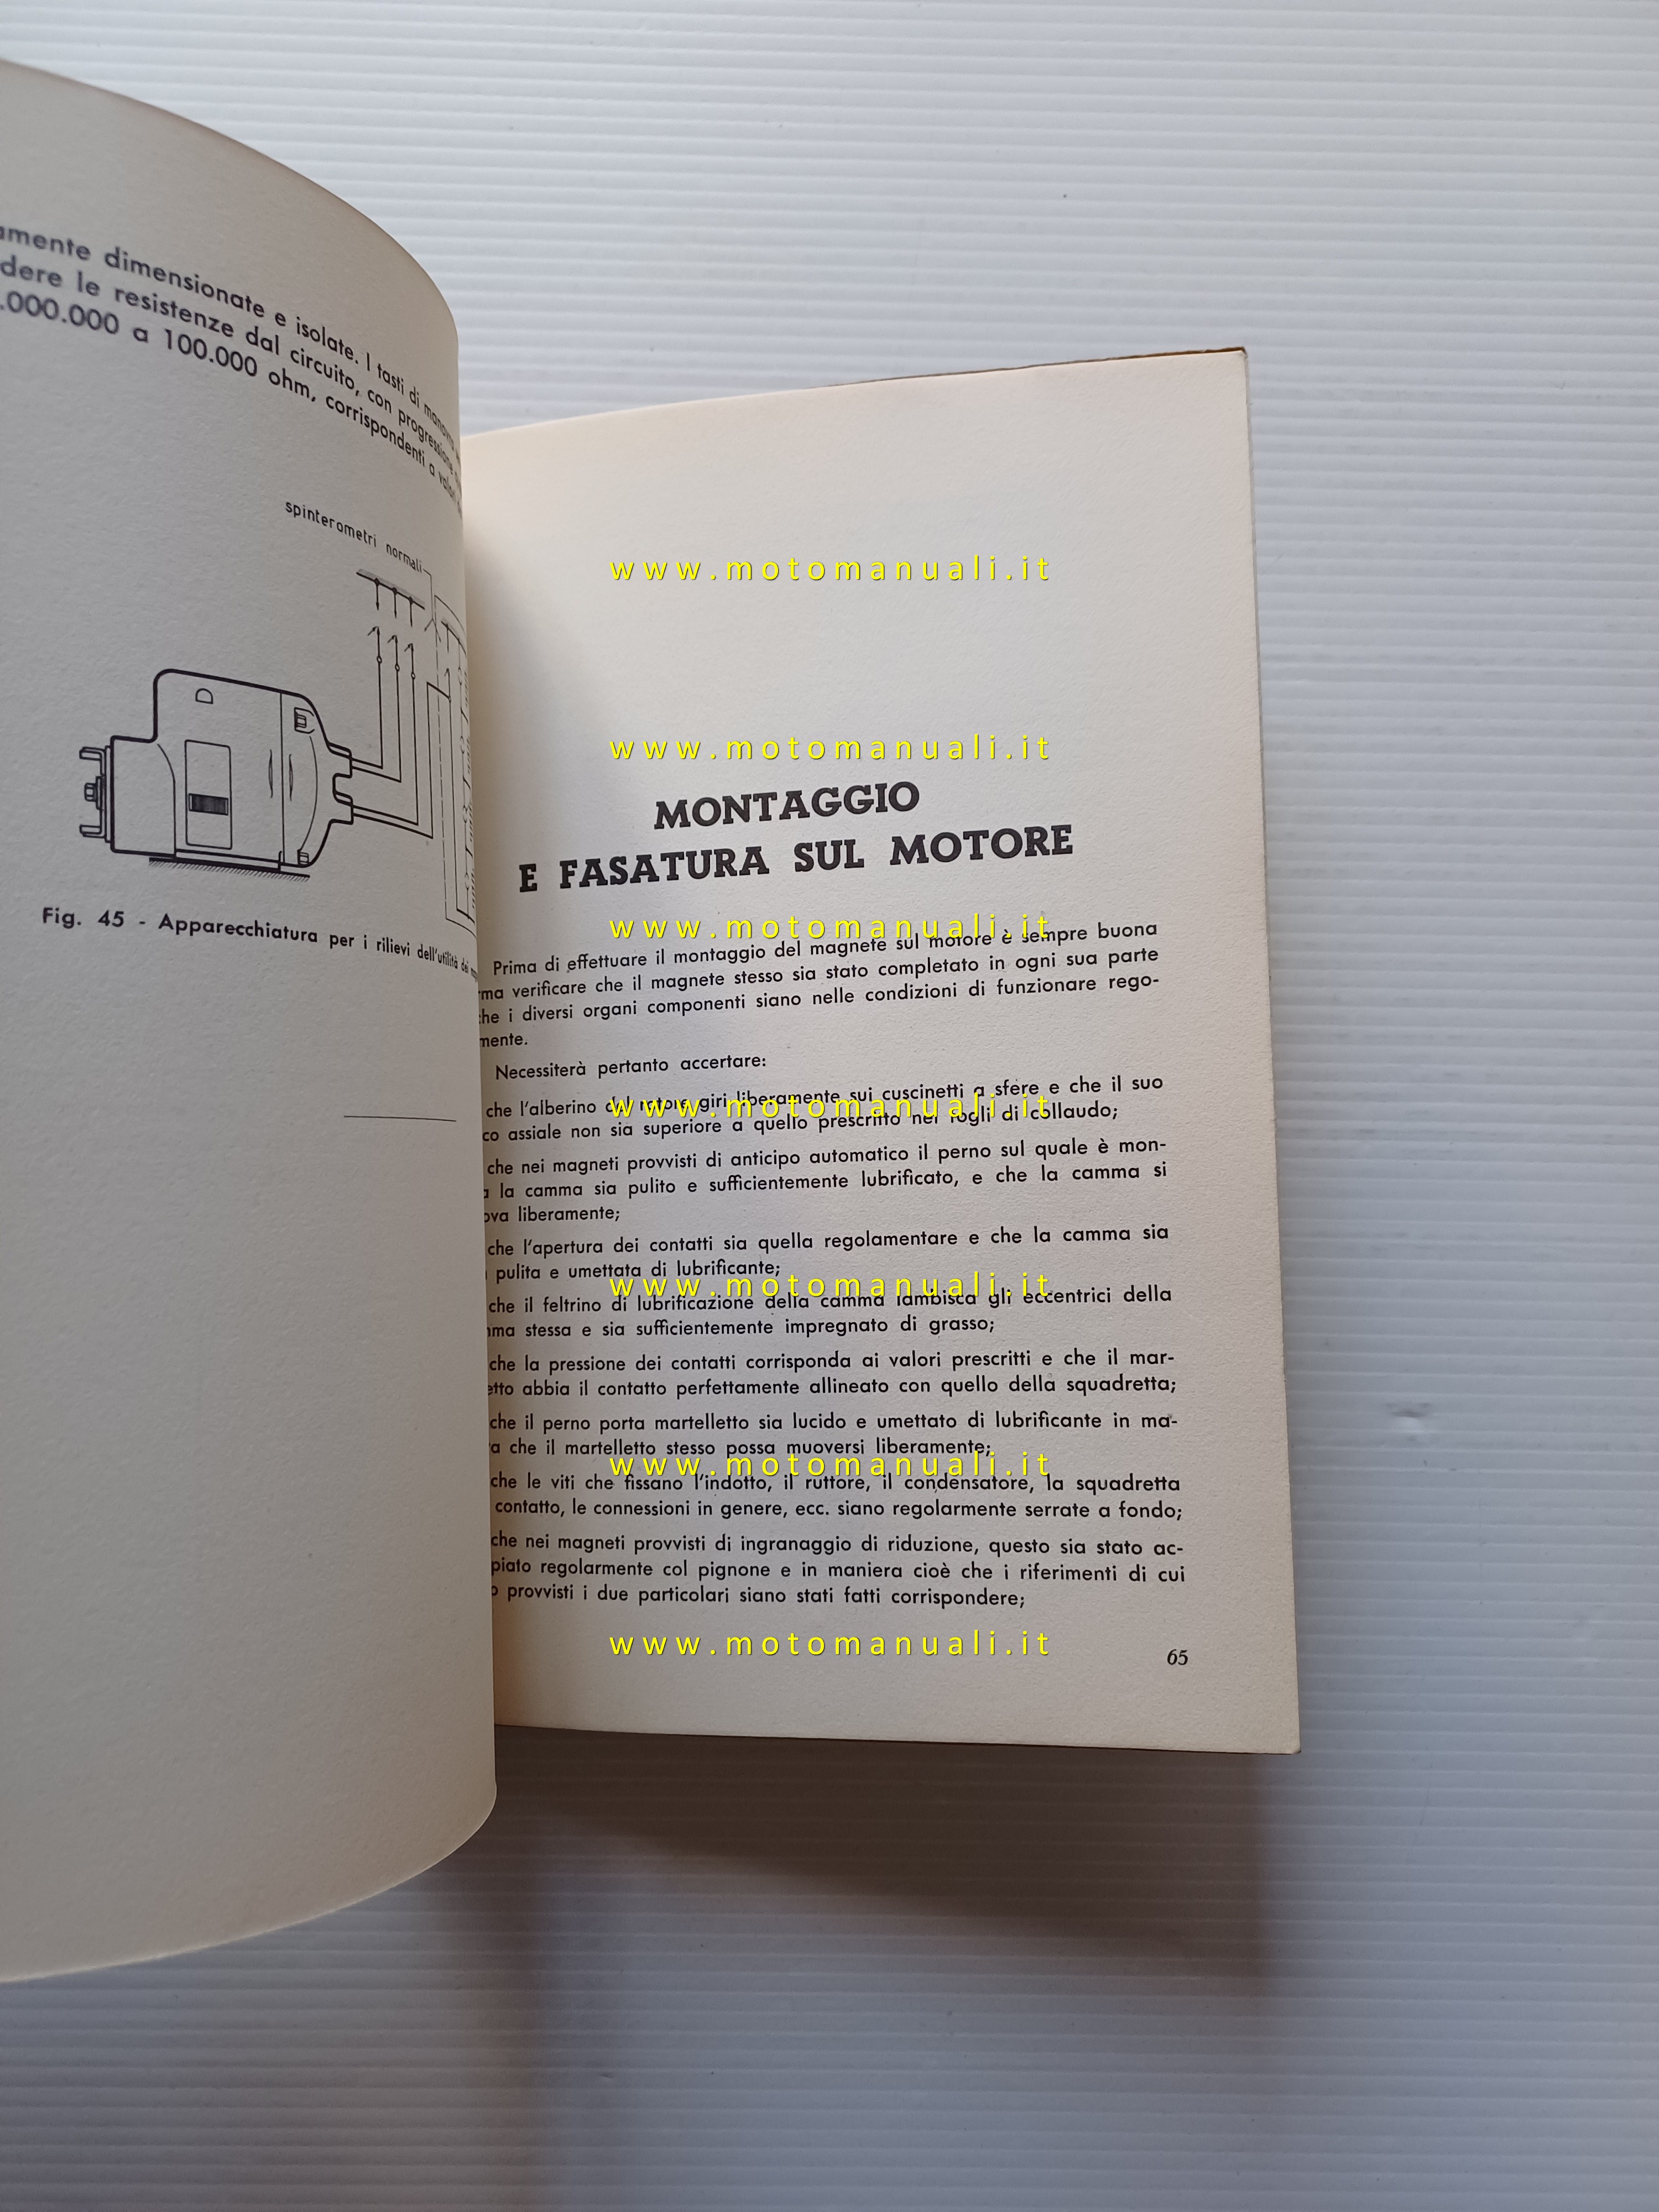 amente dimensionate e isolate. I tasti di manovra
dere le resistenze dal circuito, con progressione
.000.000 a 100.000 ohm, corrispondenti a valori
spinterometri normali
Fig. 45 - Apparecchiatura per i rilievi dell'utilità dei
www.motomanuali.it
www.motomanuali.it
MONTAGGIO
E FASATURA SUL MOTORE
www.motomanuali.it
Prima di effettuare il montaggio del magnete sul motore è sempre buona
ma verificare che il magnete stesso sia stato completato in ogni sua parte
he i diversi organi componenti siano nelle condizioni di funzionare rego-
mente.
Necessiterà pertanto accertare:
che l'alberino del rotore giri liberamente sui cuscinetti a sfere e che il suo
www.motomanuali.it
co assiale non sia superiore a quello prescritto nei fogli di collaudo;
che nei magneti provvisti di anticipo automatico il perno sul quale è mon-
a la camma sia pulito e sufficientemente lubrificato, e che la camma si
ova liberamente;
che l'apertura dei contatti sia quella regolamentare e che la camma sia
pulita e umettata di lubrificante;
www.motomanuali.it
che il feltrino di lubrificazione della camma lambisca gli eccentrici della
ma stessa e sia sufficientemente impregnato di grasso;
che la pressione dei contatti corrisponda ai valori prescritti e che il mar-
etto abbia il contatto perfettamente allineato con quello della squadretta;
che il perno porta martelletto sia lucido e umettato di lubrificante in ma-
a che il martelletto stesso possa muoversi liberamente;
www.motomanuali.it
che le viti che fissano l'indotto, il ruttore, il condensatore, la squadretta
contatto, le connessioni in genere, ecc. siano regolarmente serrate a fondo;
che nei magneti provvisti di ingranaggio di riduzione, questo sia stato ac-
piato regolarmente col pignone e in maniera cioè che i riferimenti di cui
o provvisti i due particolari siano stati fatti corrispondere;
www.motomanuali.it
65